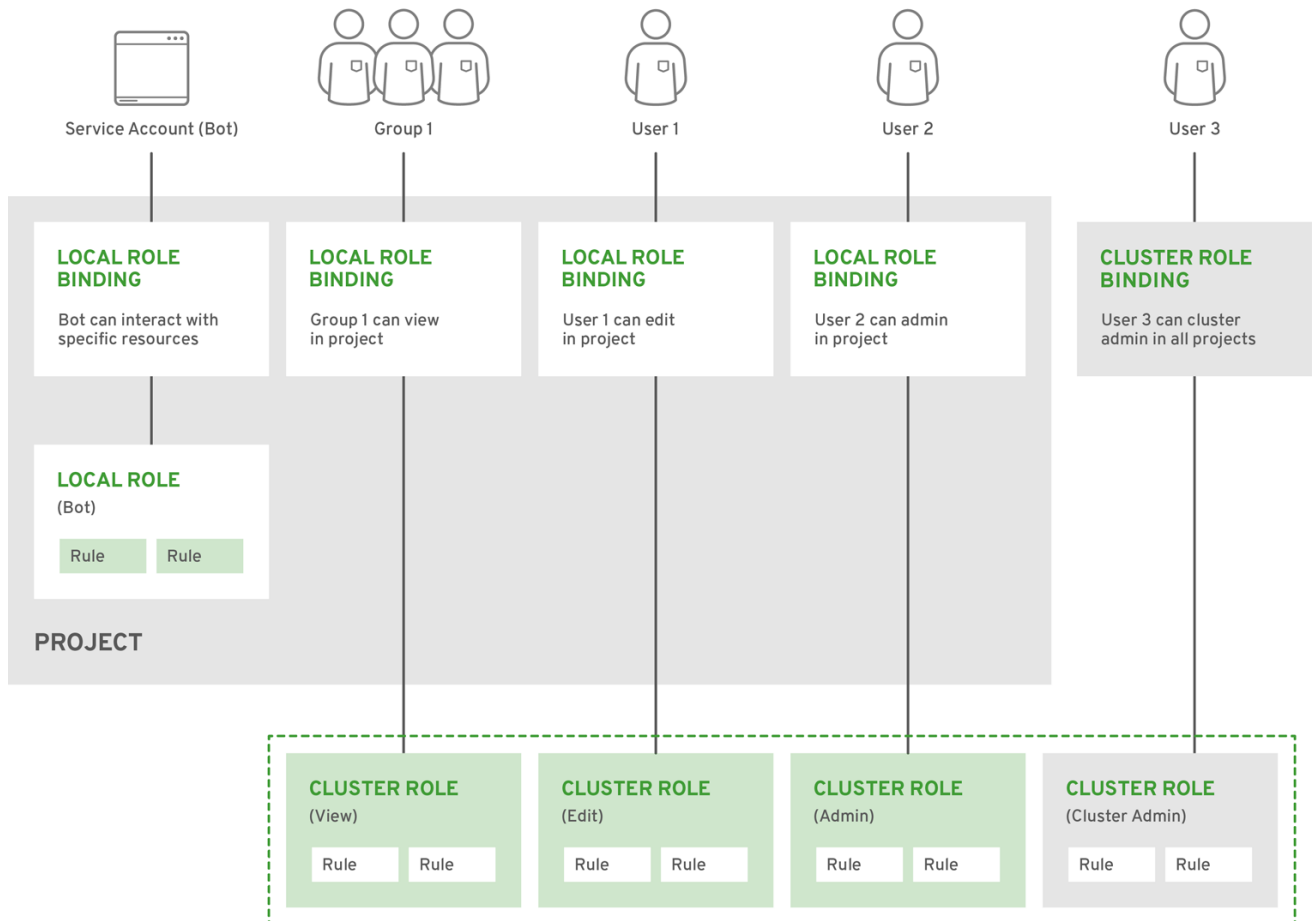 Service Account (Bot)
Group 1
User 1
User 2
User 3
LOCAL ROLE
BINDING
Bot can interact with
specific resources
LOCAL ROLE
BINDING
Group 1 can view
in project
LOCAL ROLE
BINDING
User 1 can edit
in project
LOCAL ROLE
BINDING
User 2 can admin
in project
CLUSTER ROLE
BINDING
User 3 can cluster
admin in all projects
LOCAL ROLE
(Bot)
Rule
Rule
PROJECT
CLUSTER ROLE
(View)
Rule
Rule
CLUSTER ROLE
(Edit)
Rule
Rule
CLUSTER ROLE
(Admin)
Rule
Rule
CLUSTER ROLE
(Cluster Admin)
Rule
Rule